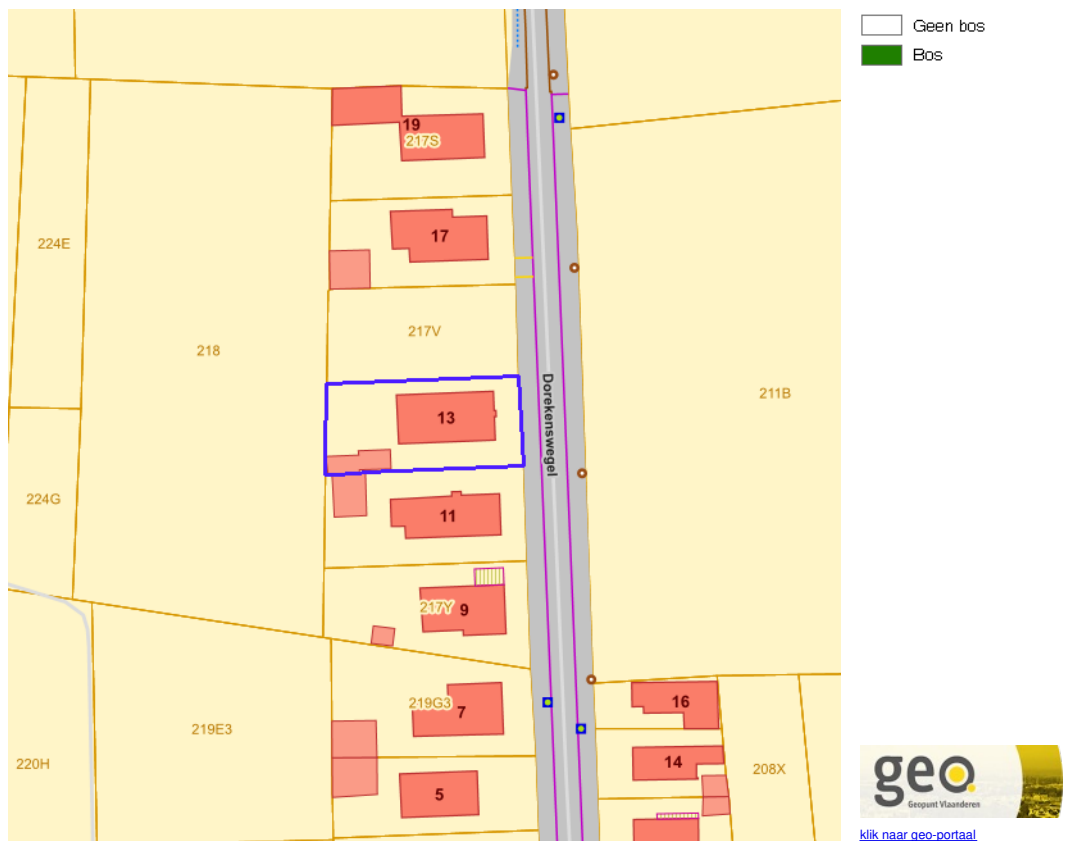 Geen bos
Bos
19
217S
17
224E
217V
218
Dorekenswegel
211B
13
224G
11
217Y
9
219G3
7
16
219E3
220H
14
208X
5
geo
Geopunt Vlaanderen
klik naar geo-portaal